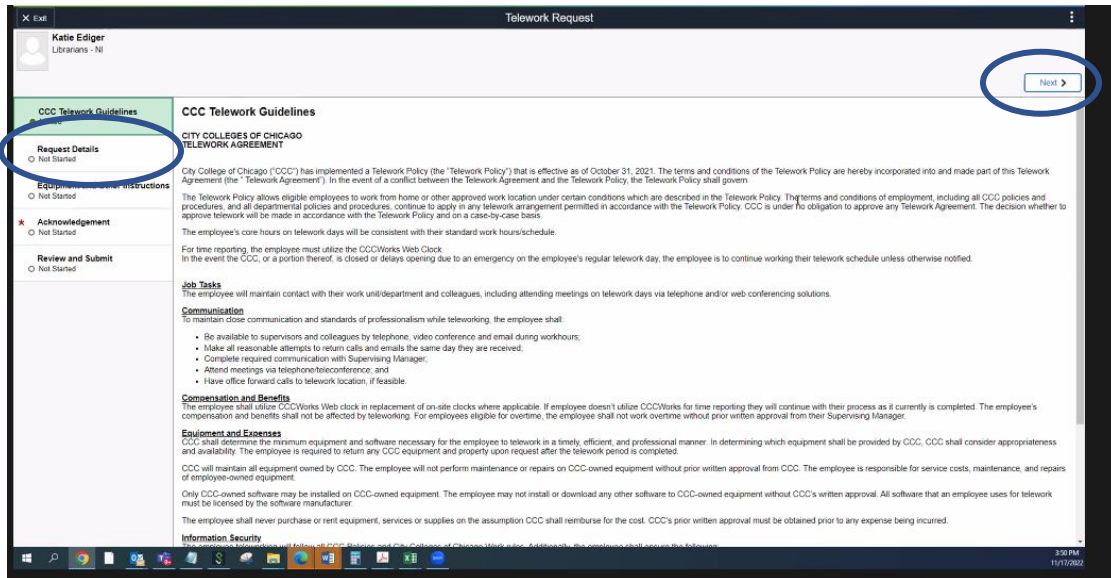 Exit
Telework Request
Katie Ediger
Librarians - NI
Next
CCC Telework Guidelines
Request Details
Not Started
Equipment and Other Instructions
Not Started
Acknowledgement
Not Started
Review and Submit
Not Started
CCC Telework Guidelines
CITY COLLEGES OF CHICAGO
TELEWORK AGREEMENT
City College of Chicago ("CCC") has implemented a Telework Policy (the "Telework Policy") that is effective as of October 31, 2021. The terms and conditions of the Telework Policy are hereby incorporated into and made part of this Telework
Agreement (the " Telework Agreement"). In the event of a conflict between the Telework Agreement and the Telework Policy, the Telework Policy shall govern.
The Telework Policy allows eligible employees to work from home or other approved work location under certain conditions which are described in the Telework Policy. The terms and conditions of employment, including all CCC policies and
procedures, and all departmental policies and procedures, continue to apply in any telework arrangement permitted in accordance with the Telework Policy. CCC is under no obligation to approve any Telework Agreement. The decision whether to
approve telework will be made in accordance with the Telework Policy and on a case-by-case basis.
The employee's core hours on telework days will be consistent with their standard work hours/schedule.
For time reporting, the employee must utilize the CCCWorks Web Clock.
In the event the CCC, or a portion thereof, is closed or delays opening due to an emergency on the employee's regular telework day, the employee is to continue working their telework schedule unless otherwise notified.
Job Tasks
The employee will maintain contact with their work unit/department and colleagues, including attending meetings on telework days via telephone and/or web conferencing solutions.
Communication
To maintain close communication and standards of professionalism while teleworking, the employee shall:
• Be available to supervisors and colleagues by telephone, video conference and email during workhours;
• Make all reasonable attempts to return calls and emails the same day they are received;
• Complete required communication with Supervising Manager;
• Attend meetings via telephone/teleconference; and
• Have office forward calls to telework location, if feasible.
Compensation and Benefits
The employee shall utilize CCCWorks Web clock in replacement of on-site clocks where applicable. If employee doesn't utilize CCCWorks for time reporting they will continue with their process as it currently is completed. The employee's
compensation and benefits shall not be affected by teleworking. For employees eligible for overtime, the employee shall not work overtime without prior written approval from their Supervising Manager.
Equipment and Expenses
CCC shall determine the minimum equipment and software necessary for the employee to telework in a timely, efficient, and professional manner. In determining which equipment shall be provided by CCC, CCC shall consider appropriateness
and availability. The employee is required to return any CCC equipment and property upon request after the telework period is completed.
CCC will maintain all equipment owned by CCC. The employee will not perform maintenance or repairs on CCC-owned equipment without prior written approval from CCC. The employee is responsible for service costs, maintenance, and repairs
of employee-owned equipment.
Only CCC-owned software may be installed on CCC-owned equipment. The employee may not install or download any other software to CCC-owned equipment without CCC's written approval. All software that an employee uses for telework
must be licensed by the software manufacturer.
The employee shall never purchase or rent equipment, services or supplies on the assumption CCC shall reimburse for the cost. CCC's prior written approval must be obtained prior to any expense being incurred.
Information Security
The employee teleworking will follow all CCC Policies and City Colleges of Chicago Work rules. Additionally, the employee shall ensure the following:
3:50 PM
11/17/2022